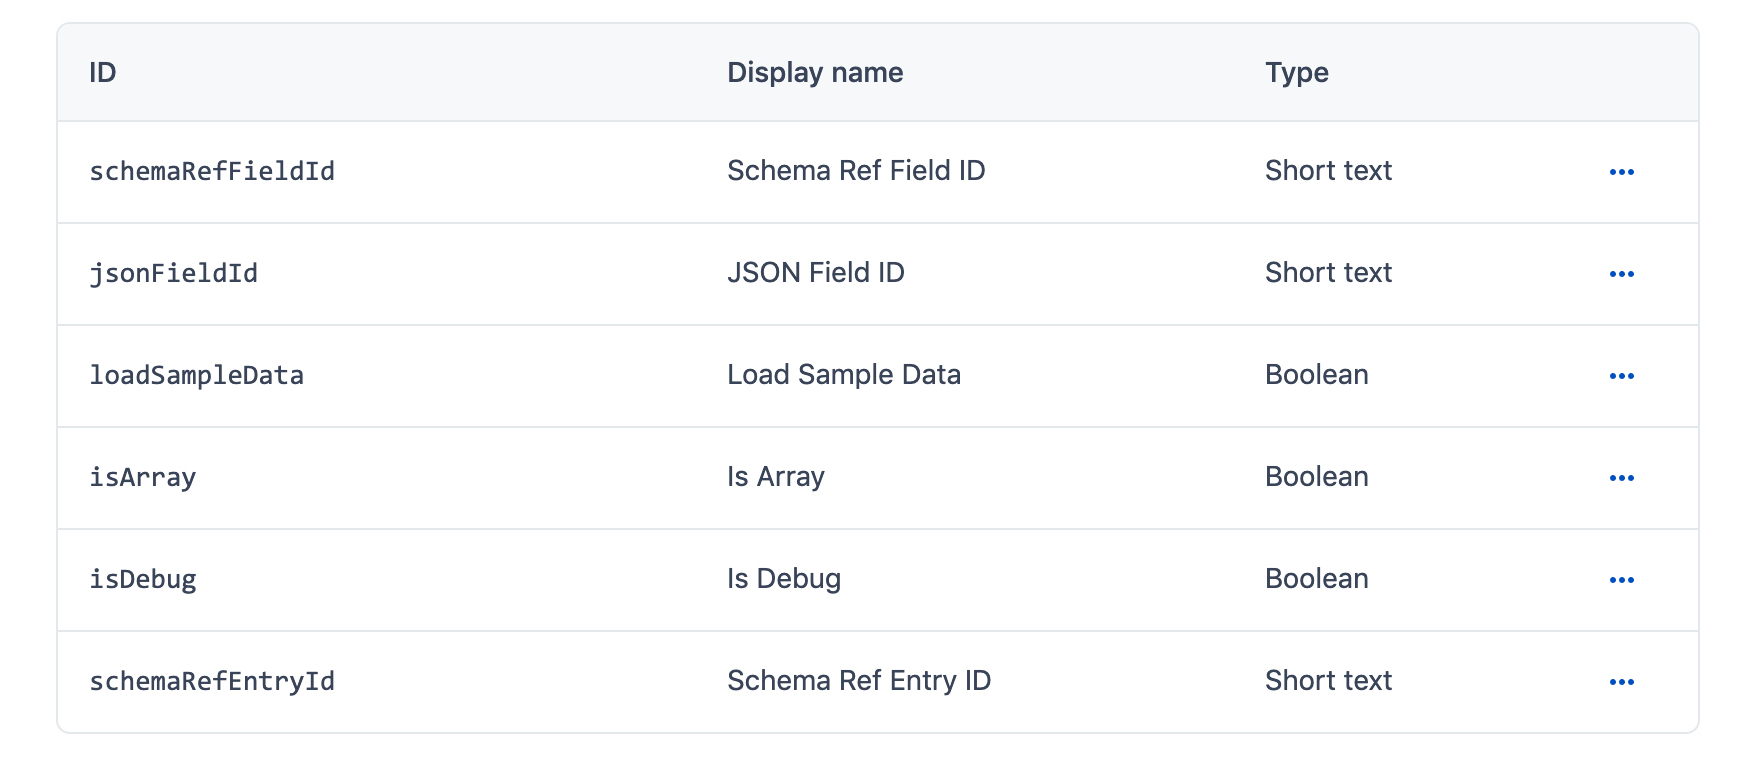 ID Display name Type
schemaRefFieldId Schema Ref Field ID Short text
jsonFieldId JSON Field ID Short text
loadSampleData Load Sample Data Boolean
isArray Is Array Boolean
isDebug Is Debug Boolean
schemaRefEntryId Schema Ref Entry ID Short text